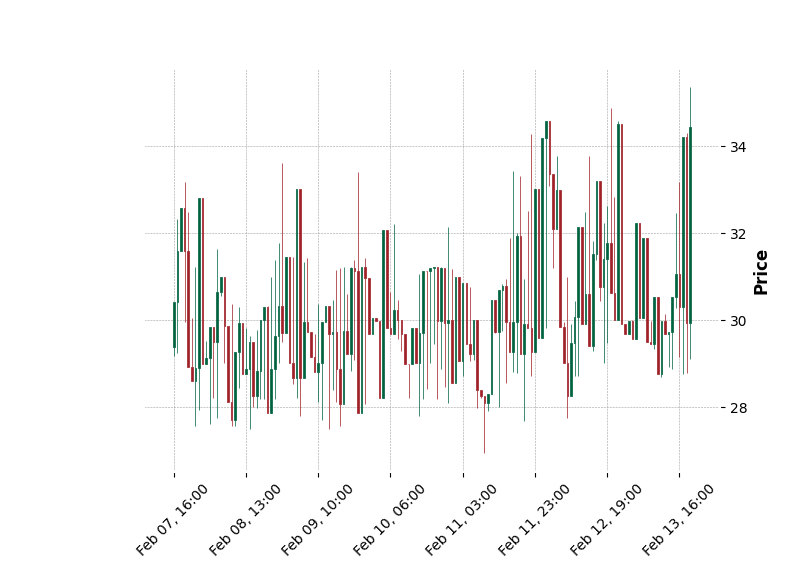 34
32
30
28
Price
Feb 07, 16:00
Feb 08, 13:00
Feb 09, 10:00
Feb 10, 06:00
Feb 11, 03:00
Feb 11, 23:00
Feb 12, 19:00
Feb 13, 16:00